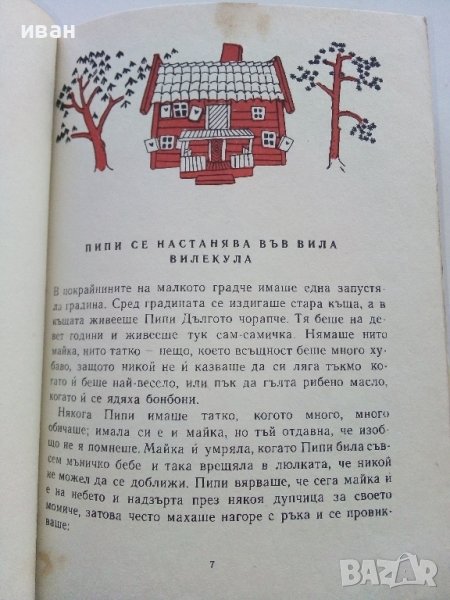 иван
ПИПИ СЕ НАСТАНЯВА ВЪВ ВИЛА
ВИЛЕКУЛА
В покрайнините на малкото градче имаше една запустя-
ла градина. Сред градината се издигаше стара къща, а в
къщата живееше Пипи Дългото чорапче. Тя беше на де-
вет години и живееше тук сам-самичка. Нямаше нито
майка, нито татко — нещо, което всъщност беше много ху-
баво, защото никой не ѝ казваше да си ляга тъкмо ко-
гато ѝ беше най-весело, или пък да гълта рибено масло,
когато ѝ се ядяха бонбони.
Някога Пипи имаше татко, когото много, много
обичаше; имала си е и майка, но тъй отдавна, че изоб-
що не я помнеше. Майка ѝ умряла, когато Пипи била съв-
сем мъничко бебе и така врещяла в люлката, че никой
не можел да се доближи. Пипи вярваше, че сега майка и
е на небето и надзърта през някоя дупчица за своето
момиче, затова често махаше нагоре с ръка и се провик-
ваше:
7
BAZAR